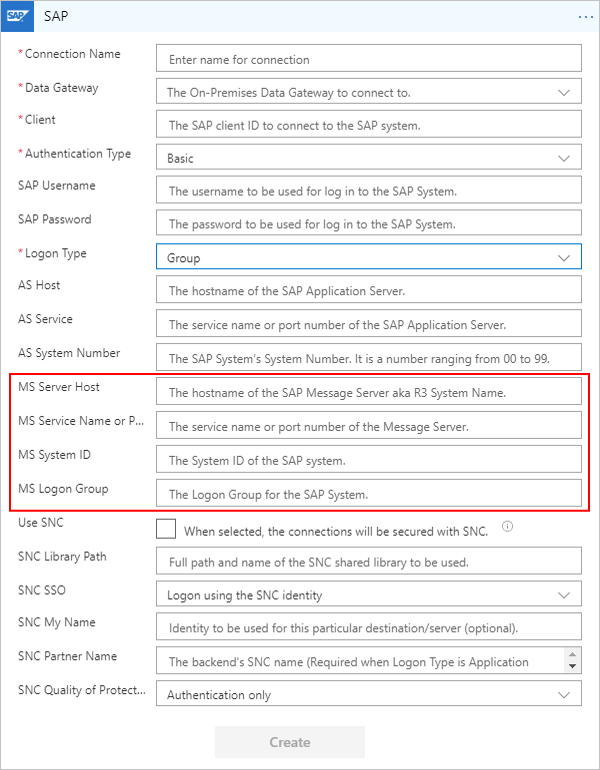 SAP SAP ...
* Connection Name Enter name for connection
* Data Gateway The On-Premises Data Gateway to connect to.
* Client The SAP client ID to connect to the SAP system.
* Authentication Type Basic
SAP Username The username to be used for log in to the SAP System.
SAP Password The password to be used for log in to the SAP System.
* Logon Type Group
AS Host The hostname of the SAP Application Server.
AS Service The service name or port number of the SAP Application Server.
AS System Number The SAP System's System Number. It is a number ranging from 00 to 99.
MS Server Host The hostname of the SAP Message Server aka R3 System Name.
MS Service Name or P... The service name or port number of the Message Server.
MS System ID The System ID of the SAP system.
MS Logon Group The Logon Group for the SAP System.
Use SNC When selected, the connections will be secured with SNC.
SNC Library Path Full path and name of the SNC shared library to be used.
SNC SSO Logon using the SNC identity
SNC My Name Identity to be used for this particular destination/server (optional).
SNC Partner Name The backend's SNC name (Required when Logon Type is Application
SNC Quality of Protect... Authentication only
Create